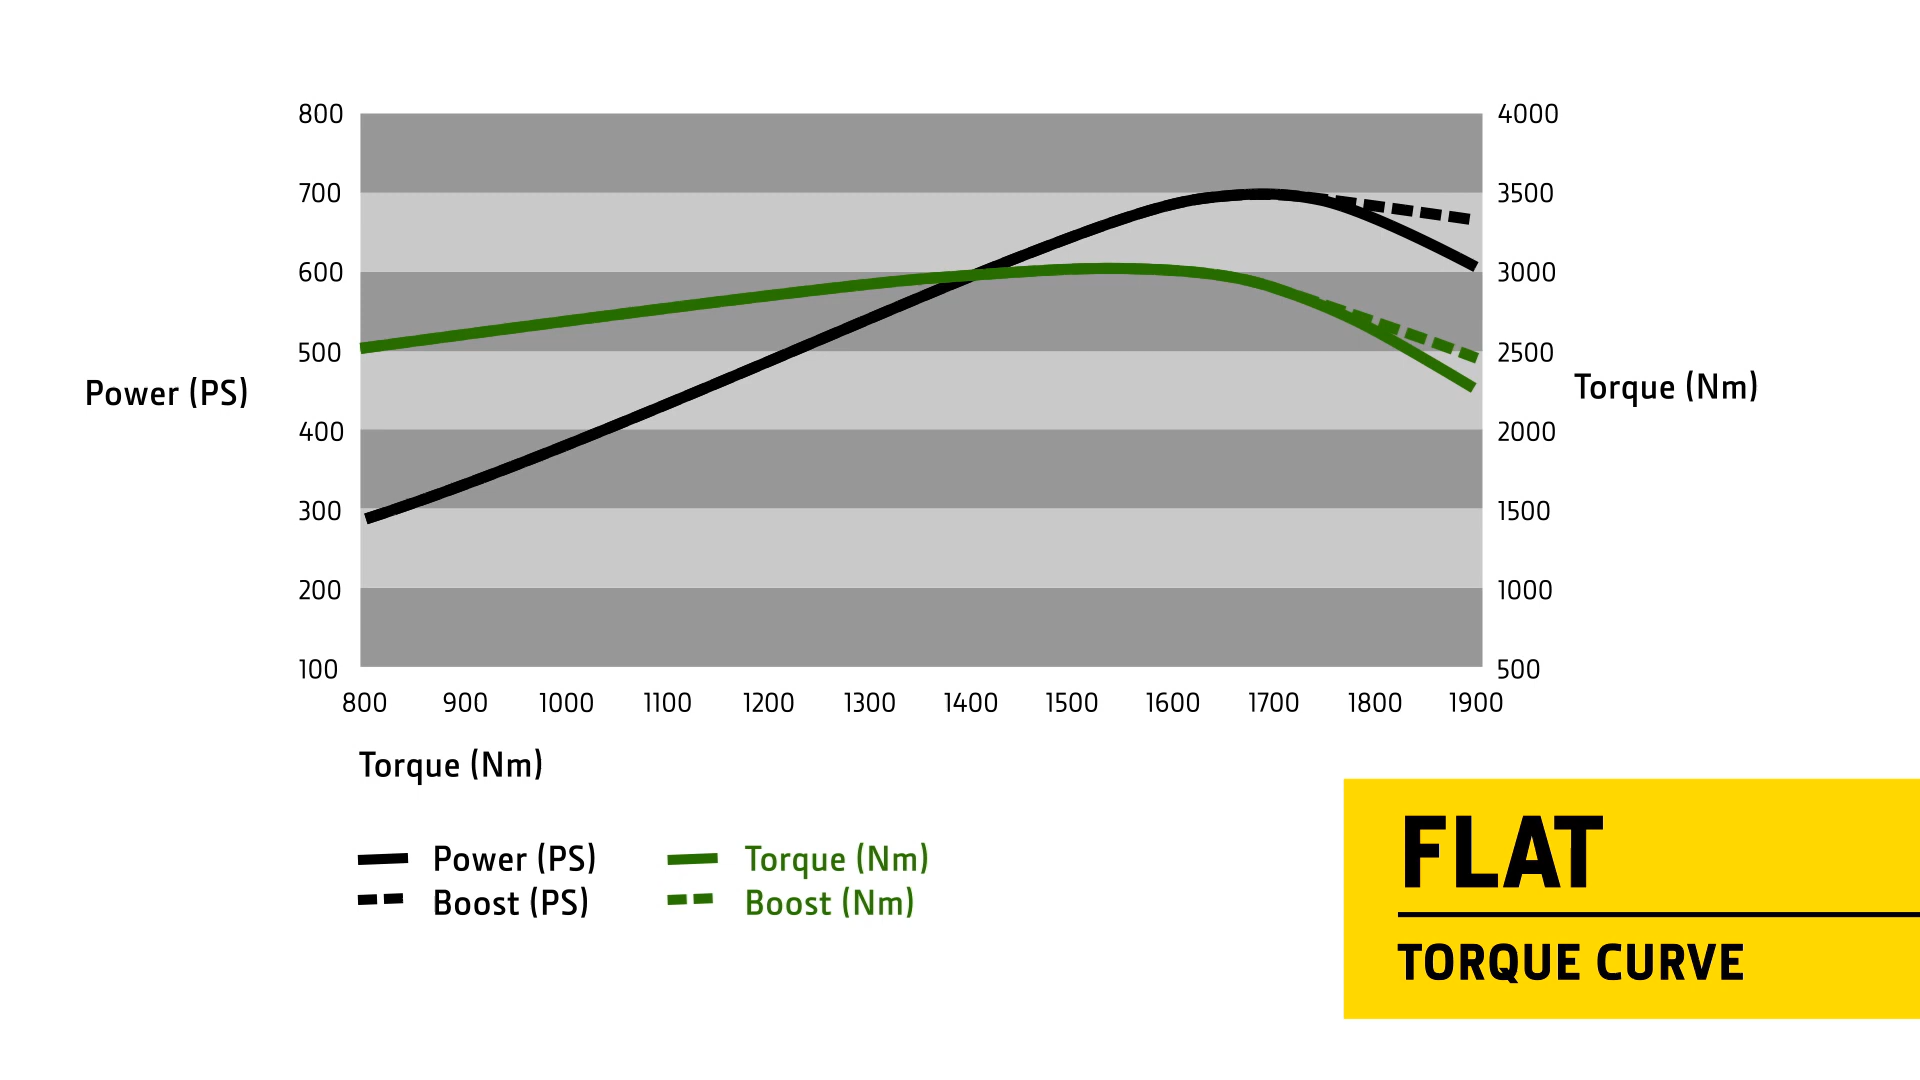 800 4000
700 3500
600 3000
500 2500
Power (PS) Torque (Nm)
400 2000
300 1500
200 1000
100 500
800 900 1000 1100 1200 1300 1400 1500 1600 1700 1800 1900
Torque (Nm)
Power (PS) Torque (Nm)
Boost (PS) Boost (Nm)
FLAT
TORQUE CURVE